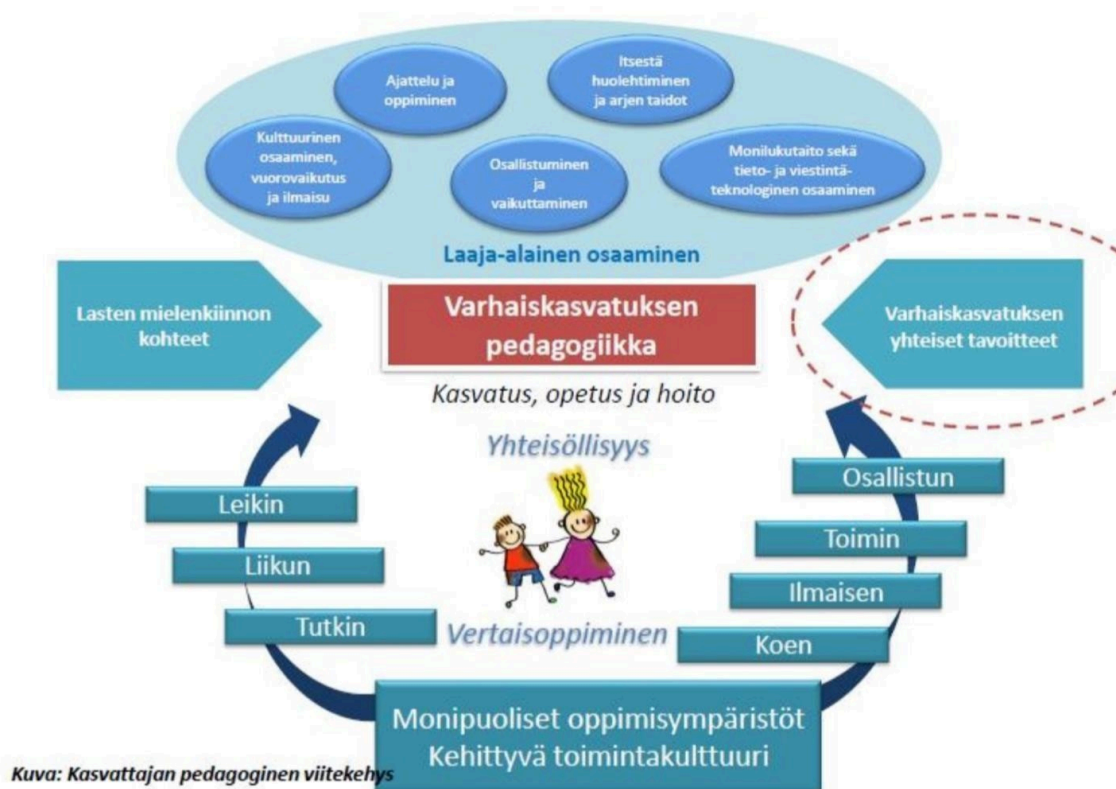 Ajattelu ja
oppiminen
Itsestä
huolehtiminen
ja arjen taidot
Kulttuurinen
osaaminen,
vuorovaikutus
ja ilmaisu
Osallistuminen
ja
vaikuttaminen
Monilukutaito sekä
tieto- ja viestintä-
teknologinen osaaminen
Laaja-alainen osaaminen
Lasten mielenkiinnon
kohteet
Varhaiskasvatuksen
pedagogiikka
Varhaiskasvatuksen
yhteiset tavoitteet
Kasvatus, opetus ja hoito
Yhteisöllisyys
Leikin
Liikun
Tutkin
Osallistun
Toimin
Ilmaisen
Koen
Vertaisoppiminen
Monipuoliset oppimisympäristöt
Kehittyvä toimintakulttuuri
Kuva: Kasvattajan pedagoginen viitekehys